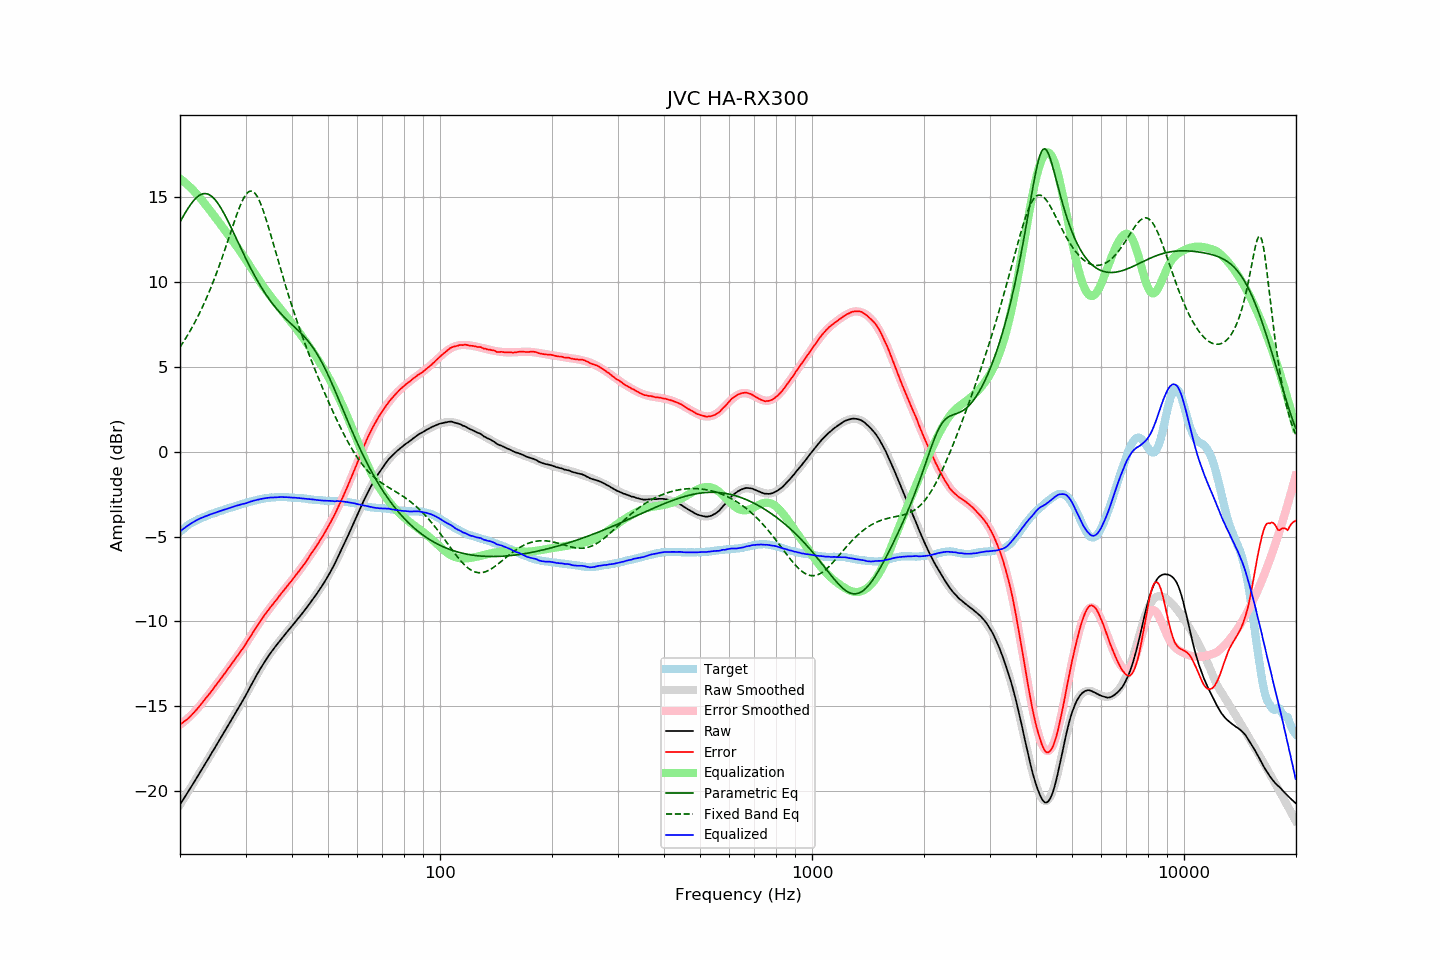 JVC HA-RX300
Amplitude (dBr)
15
10
5
0
−5
−10
−15
−20
Target
Raw Smoothed
Error Smoothed
Raw
Error
Equalization
Parametric Eq
Fixed Band Eq
Equalized
100
1000
10000
Frequency (Hz)